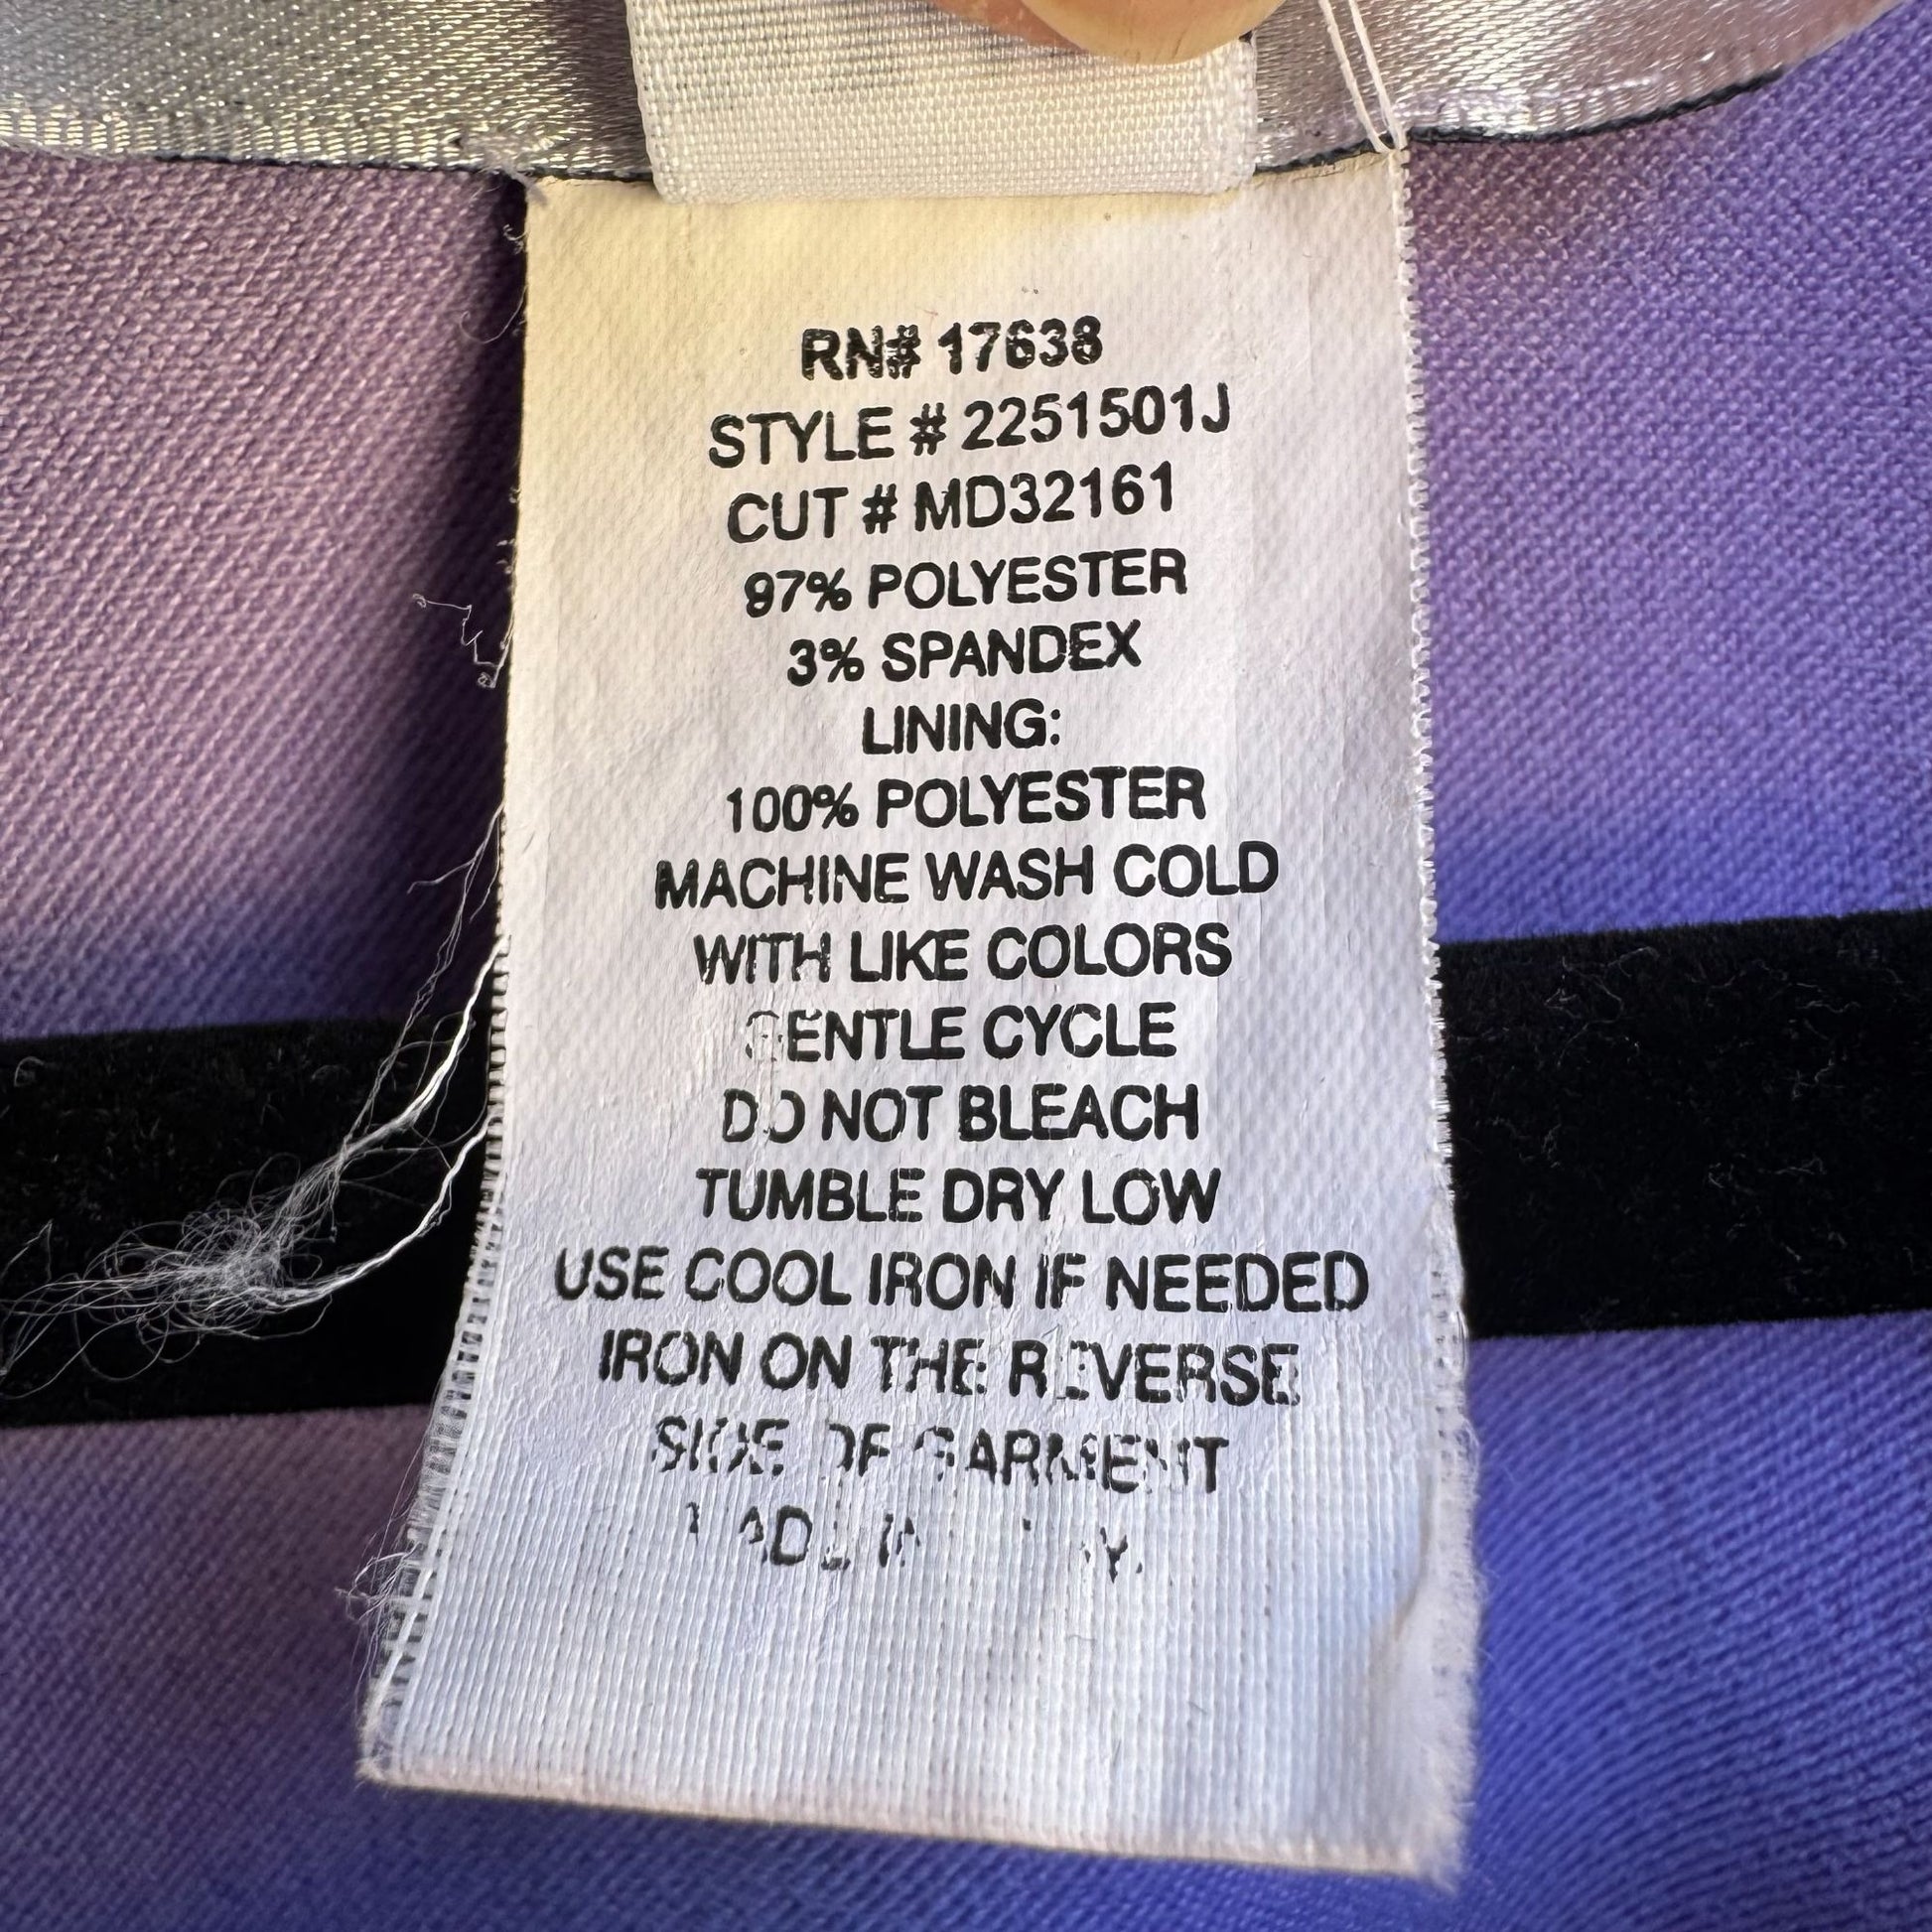 RN# 17638
STYLE # 2251501J
CUT # MD32161
97% POLYESTER
3% SPANDEX
LINING:
100% POLYESTER
MACHINE WASH COLD
WITH LIKE COLORS
GENTLE CYCLE
DO NOT BLEACH
TUMBLE DRY LOW
USE COOL IRON IF NEEDED
IRON ON THE REVERSE
SIDE OF GARMENT
MADE IN